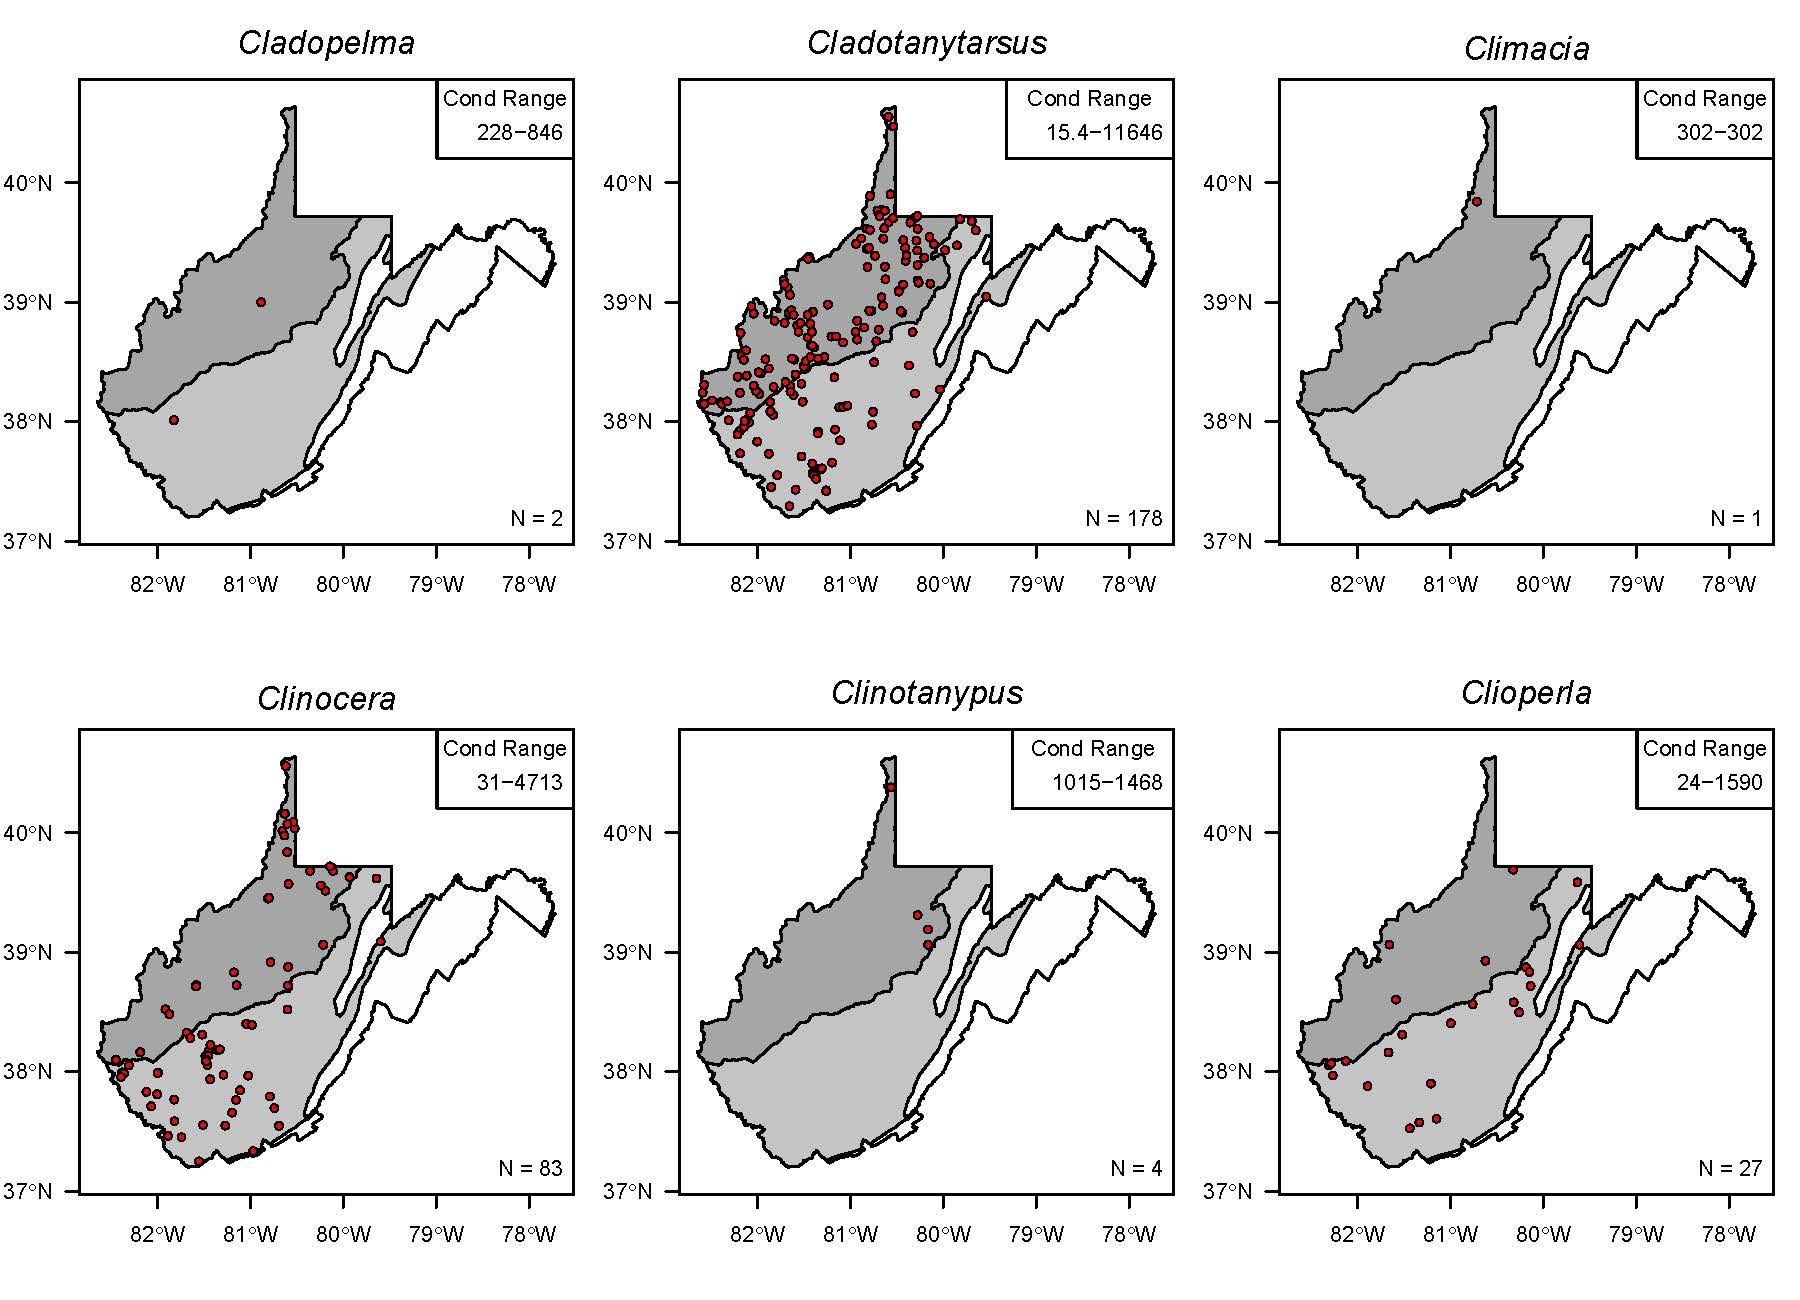 Cladopelma
Cond Range
228−846
40°N
39°N
38°N
37°N
N = 2
82°W 81°W 80°W 79°W 78°W
Cladotanytarsus
Cond Range
15.4−11646
40°N
39°N
38°N
37°N
N = 178
82°W 81°W 80°W 79°W 78°W
Climacia
Cond Range
302−302
40°N
39°N
38°N
37°N
N = 1
82°W 81°W 80°W 79°W 78°W
Clinocera
Cond Range
31−4713
40°N
39°N
38°N
37°N
N = 83
82°W 81°W 80°W 79°W 78°W
Clinotanypus
Cond Range
1015−1468
40°N
39°N
38°N
37°N
N = 4
82°W 81°W 80°W 79°W 78°W
Clioperla
Cond Range
24−1590
40°N
39°N
38°N
37°N
N = 27
82°W 81°W 80°W 79°W 78°W